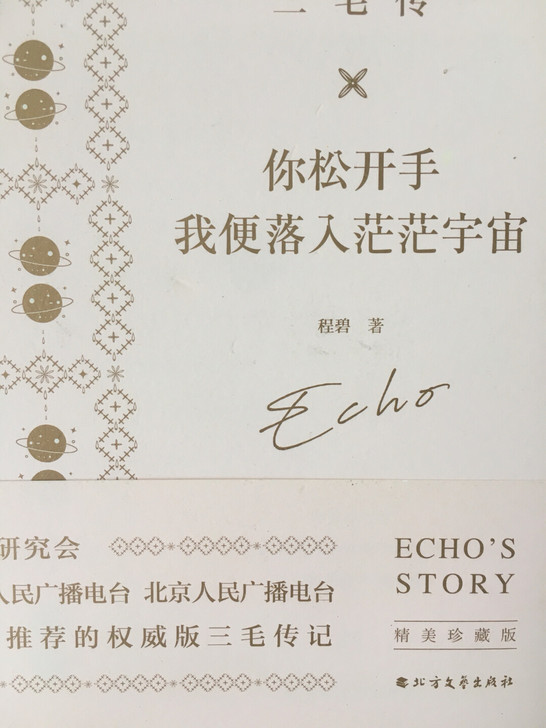 三毛传
你松开手
我便落入茫茫宇宙
程碧 著
Echo
研究会
人民广播电台 北京人民广播电台
推荐的权威版三毛传记
ECHO'S
STORY
精美珍藏版
北方文艺出版社